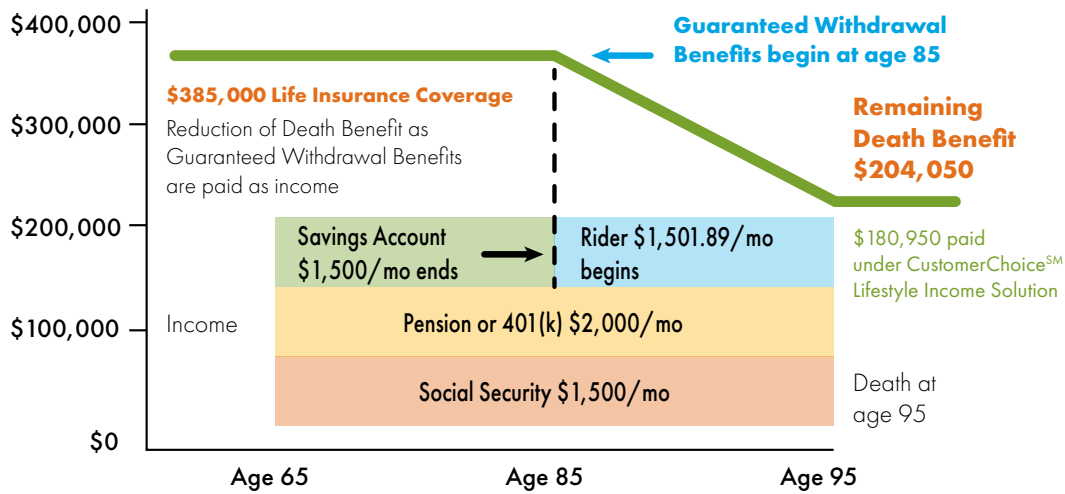 $400,000
Guaranteed Withdrawal
Benefits begin at age 85
$385,000 Life Insurance Coverage
Reduction of Death Benefit as
Guaranteed Withdrawal Benefits
are paid as income
$300,000
Remaining
Death Benefit
$204,050
$200,000
Savings Account
$1,500/mo ends
Rider $1,501.89/mo
begins
$180,950 paid
under CustomerChoice℠
Lifestyle Income Solution
$100,000
Income
Pension or 401(k) $2,000/mo
Social Security $1,500/mo
Death at
age 95
$0
Age 65
Age 85
Age 95